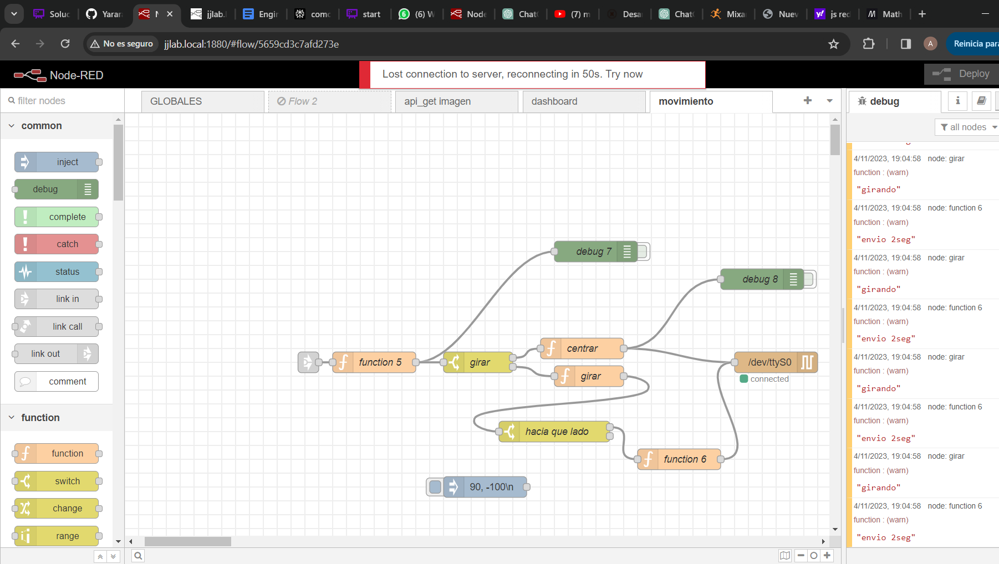 Soluc
Yarara
N
jjlab.l
Engin
como
start
(6) W
Node
ChatG
(7) m
Desar
ChatG
Mixar
Nuev
js red
Math
No es seguro
jjlab.local:1880/#flow/5659cd3c7afd273e
A
Reinicia para
Node-RED
Lost connection to server, reconnecting in 50s. Try now
Deploy
filter nodes
GLOBALES
Flow 2
api_get imagen
dashboard
movimiento
debug
i
all nodes
common
inject
debug
complete
catch
status
link in
link call
link out
comment
function
function
switch
change
range
debug 7
debug 8
function 5
girar
centrar
girar
/dev/ttyS0
connected
hacia que lado
function 6
90, -100\n
4/11/2023, 19:04:58 node: girar
function : (warn)
"girando"
4/11/2023, 19:04:58 node: function 6
function : (warn)
"envio 2seg"
4/11/2023, 19:04:58 node: girar
function : (warn)
"girando"
4/11/2023, 19:04:58 node: function 6
function : (warn)
"envio 2seg"
4/11/2023, 19:04:58 node: girar
function : (warn)
"girando"
4/11/2023, 19:04:58 node: function 6
function : (warn)
"envio 2seg"
4/11/2023, 19:04:58 node: girar
function : (warn)
"girando"
4/11/2023, 19:04:58 node: function 6
function : (warn)
"envio 2seg"